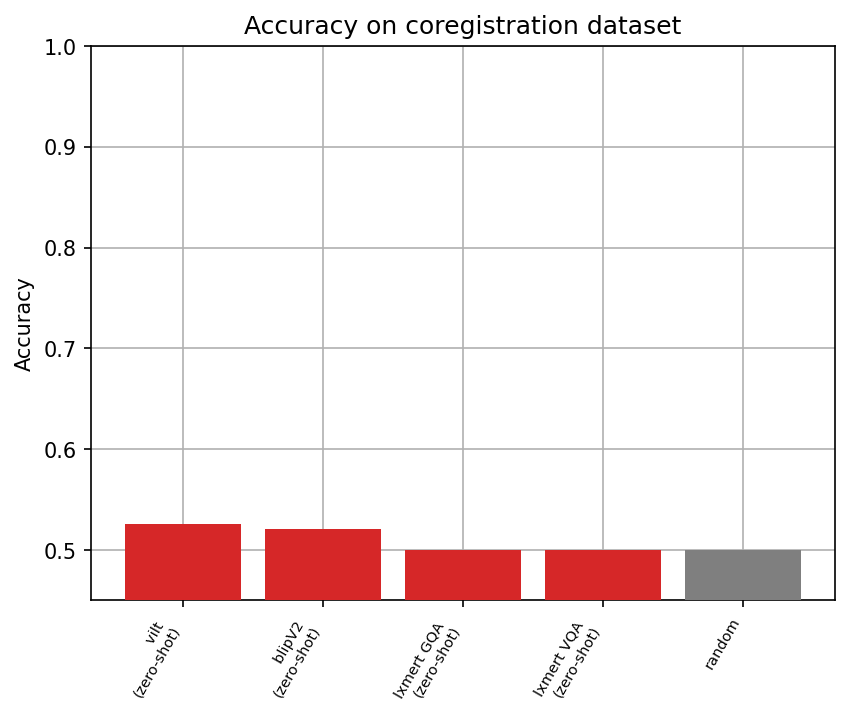 Accuracy on coregistration dataset
1.0
0.9
0.8
0.7
0.6
0.5
Accuracy
vilt
(zero-shot)
blipV2
(zero-shot)
lxmert GQA
(zero-shot)
lxmert VQA
(zero-shot)
random